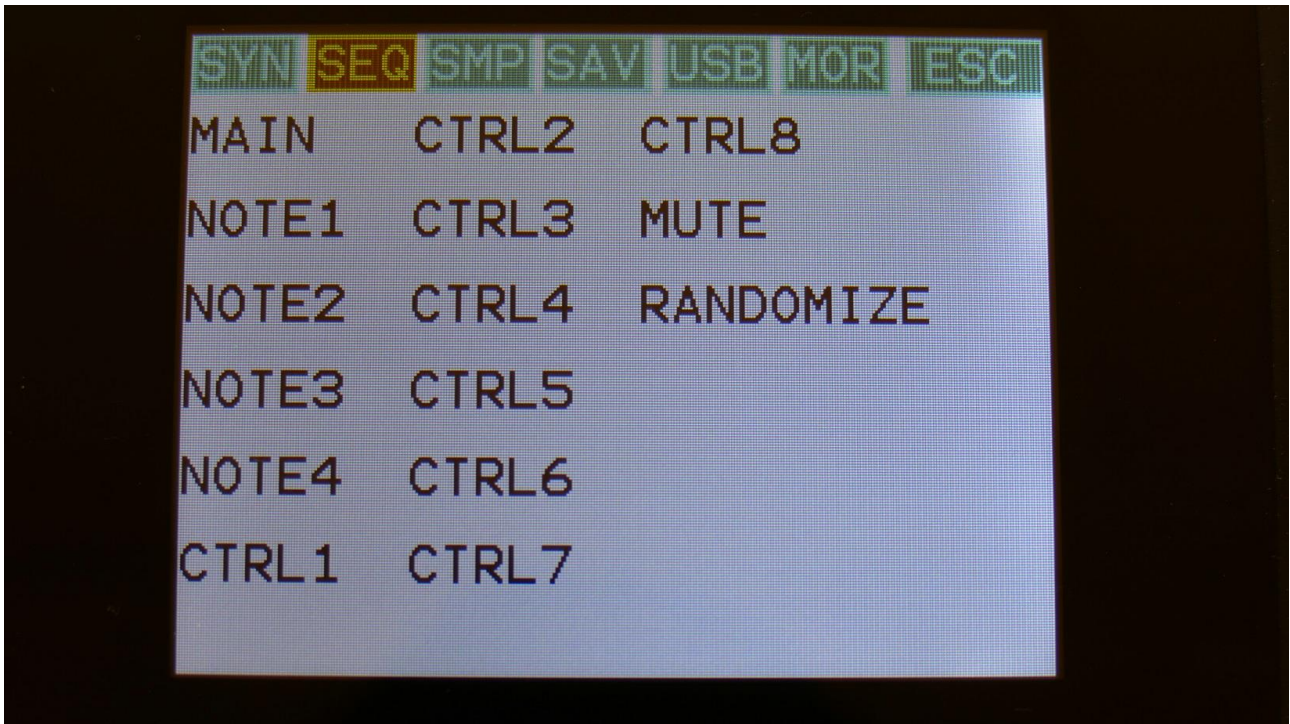 SYN SEQ SMP SAV USB MOR ESC
MAIN CTRL2 CTRL8
NOTE1 CTRL3 MUTE
NOTE2 CTRL4 RANDOMIZE
NOTE3 CTRL5
NOTE4 CTRL6
CTRL1 CTRL7